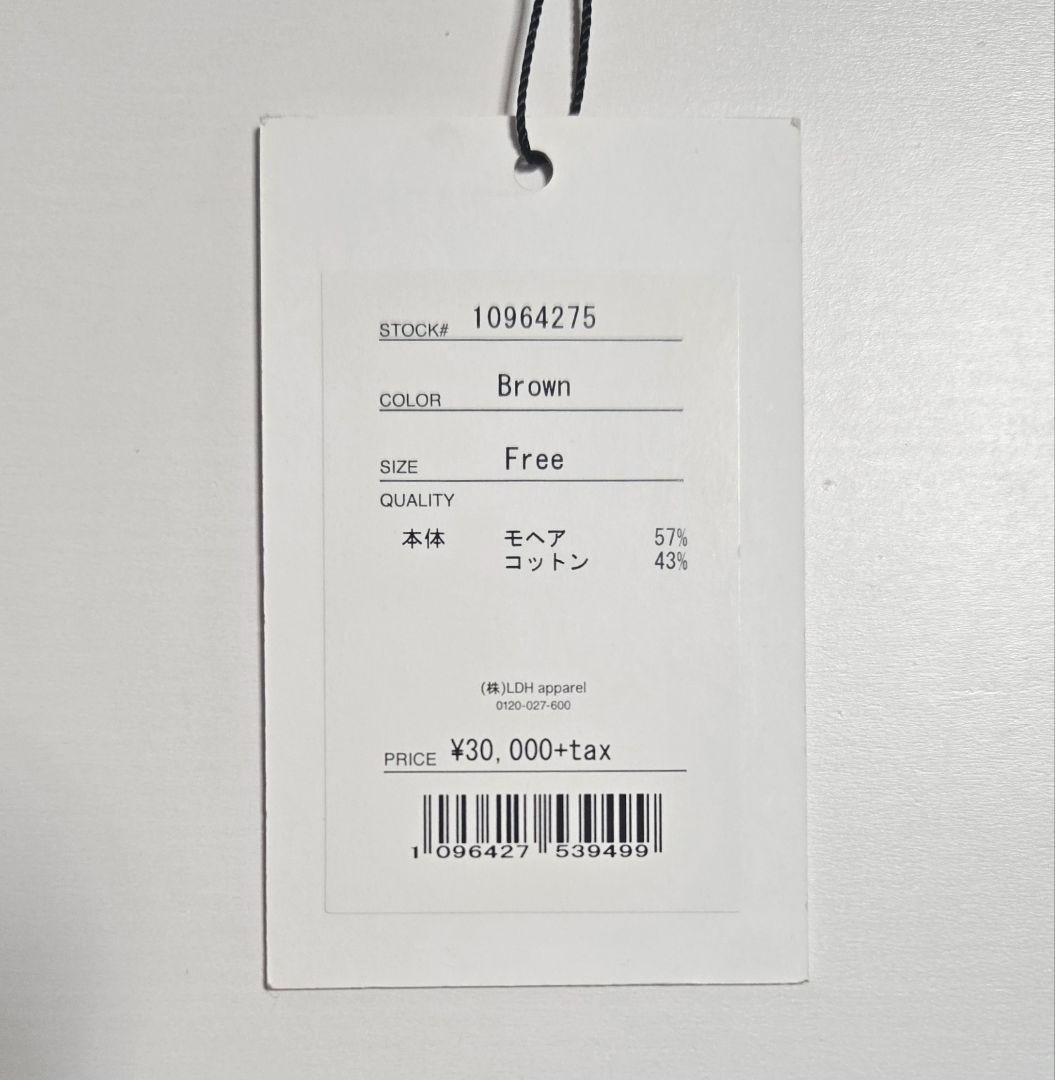 STOCK# 10964275
COLOR Brown
SIZE Free
QUALITY
本体 モヘア 57%
コットン 43%
(株)LDH apparel
0120-027-600
PRICE ¥30,000+tax
1 096427 539499